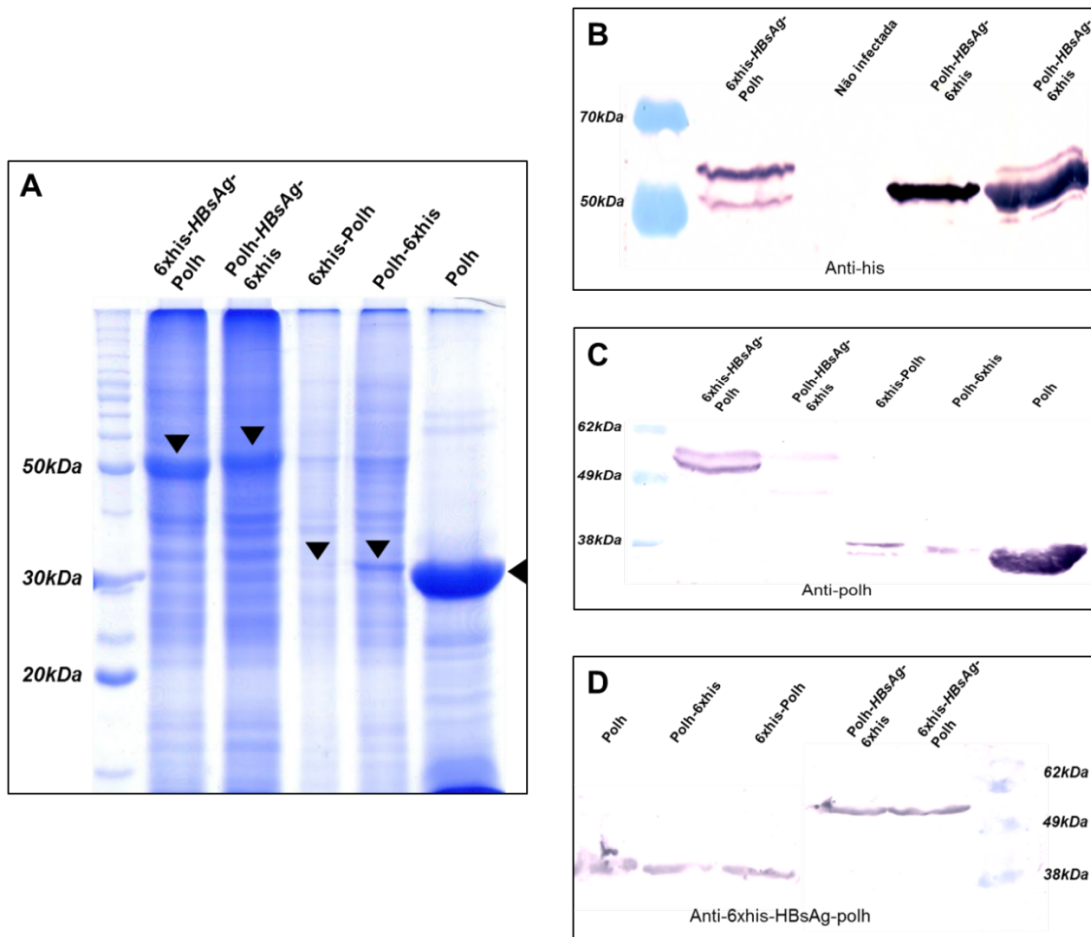 A
6xhis-HBsAg-
Polh
Polh-HBsAg-
6xhis
6xhis-Polh
Polh-6xhis
Polh
50kDa
30kDa
20kDa
B
6xhis-HBsAg-
Polh
Não infectada
Polh-HBsAg-
6xhis
Polh-HBsAg-
6xhis
70kDa
50kDa
Anti-his
C
6xhis-HBsAg-
Polh
Polh-HBsAg-
6xhis
6xhis-Polh
Polh-6xhis
Polh
62kDa
49kDa
38kDa
Anti-polh
D
Polh
Polh-6xhis
6xhis-Polh
Polh-HBsAg-
6xhis
6xhis-HBsAg-
Polh
62kDa
49kDa
38kDa
Anti-6xhis-HBsAg-polh